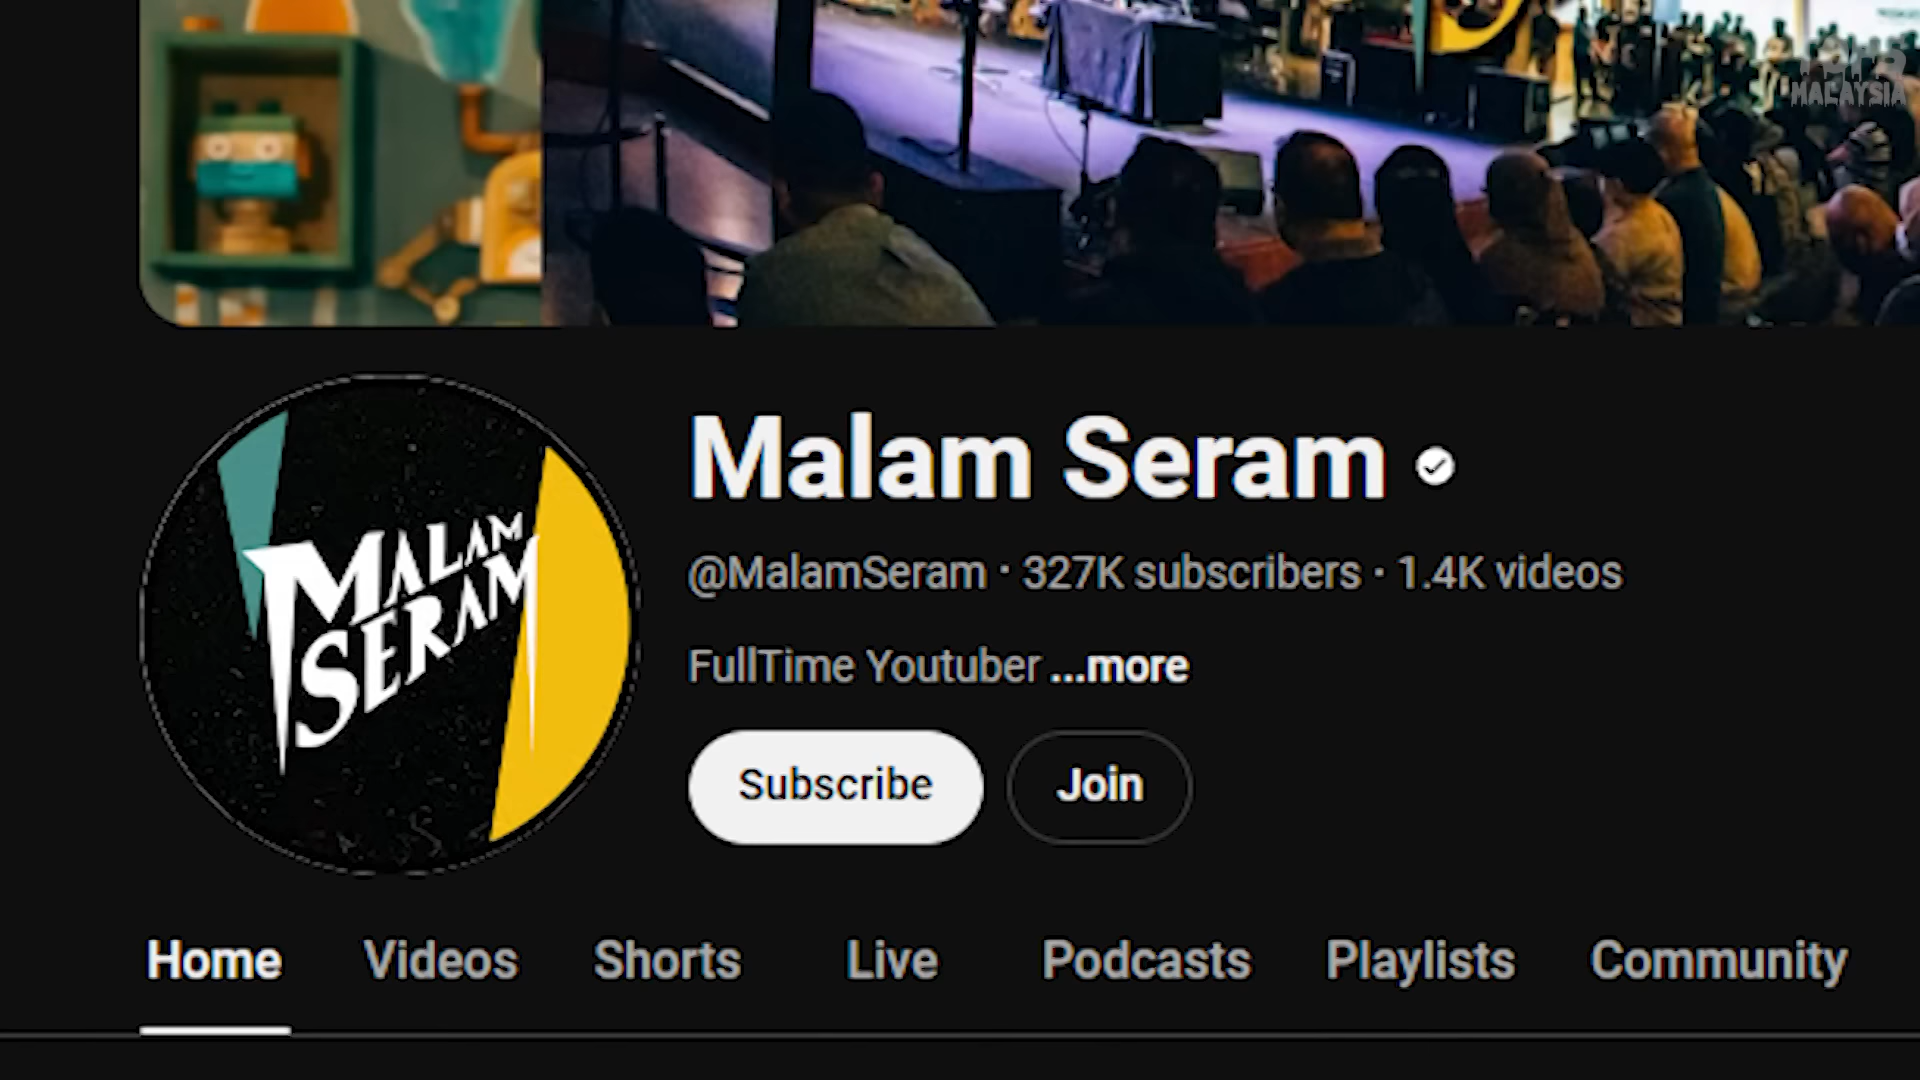 MALAYSIA
Malam Seram
MALAM
SERAM
@MalamSeram · 327K subscribers · 1.4K videos
FullTime Youtuber ...more
Subscribe
Join
Home
Videos
Shorts
Live
Podcasts
Playlists
Community